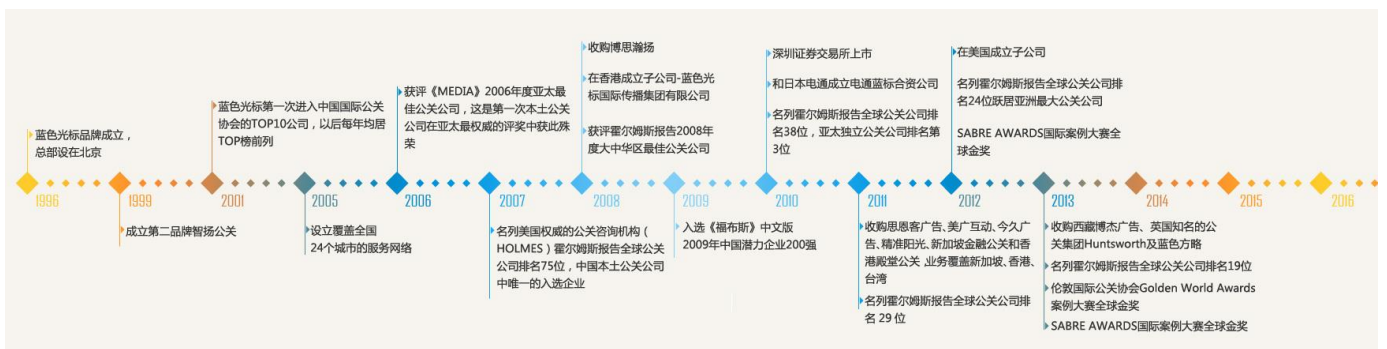 蓝色光标品牌成立，
总部设在北京
1996
1999
成立第二品牌智扬公关
蓝色光标第一次进入中国国际公关
协会的TOP10公司，以后每年均居
TOP榜前列
2001
2005
设立覆盖全国
24个城市的服务网络
获评《MEDIA》2006年度亚太最
佳公关公司，这是第一次本土公关
公司在亚太最权威的评奖中获此殊
荣
2006
2007
名列美国权威的公关咨询机构（
HOLMES）霍尔姆斯报告全球公关
公司排名75位，中国本土公关公司
中唯一的入选企业
收购博思瀚扬
在香港成立子公司-蓝色光
标国际传播集团有限公司
获评霍尔姆斯报告2008年
度大中华区最佳公关公司
2008
2009
入选《福布斯》中文版
2009年中国潜力企业200强
深圳证券交易所上市
和日本电通成立电通蓝标合资公司
名列霍尔姆斯报告全球公关公司排
名38位，亚太独立公关公司排名第
3位
2010
2011
收购思恩客广告、美广互动、今久广
告、精准阳光、新加坡金融公关和香
港殿堂公关 ,业务覆盖新加坡、香港、
台湾
名列霍尔姆斯报告全球公关公司排
名 29 位
在美国成立子公司
名列霍尔姆斯报告全球公关公司排
名24位跃居亚洲最大公关公司
SABRE AWARDS国际案例大赛全
球金奖
2012
2013
收购西藏博杰广告、英国知名的公
关集团Huntsworth及蓝色方略
名列霍尔姆斯报告全球公关公司排名19位
伦敦国际公关协会Golden World Awards
案例大赛全球金奖
SABRE AWARDS国际案例大赛全球金奖
2014
2015
2016